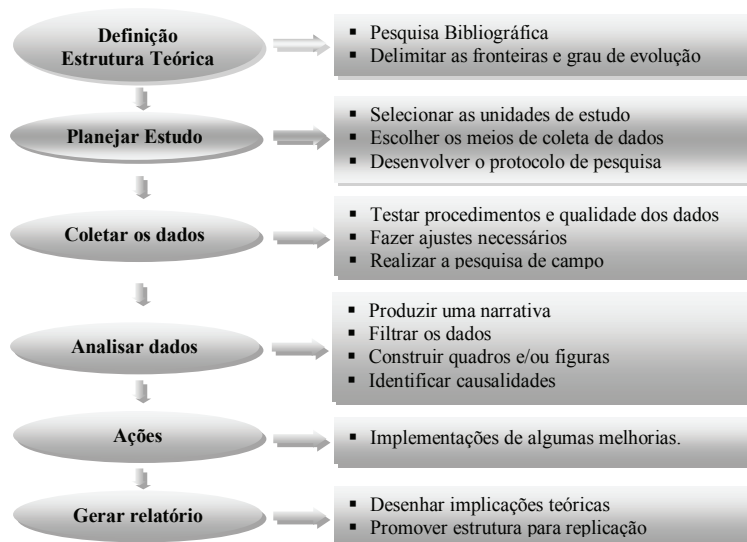 Definição
Estrutura Teórica
▪ Pesquisa Bibliográfica
▪ Delimitar as fronteiras e grau de evolução
Planejar Estudo
▪ Selecionar as unidades de estudo
▪ Escolher os meios de coleta de dados
▪ Desenvolver o protocolo de pesquisa
Coletar os dados
▪ Testar procedimentos e qualidade dos dados
▪ Fazer ajustes necessários
▪ Realizar a pesquisa de campo
Analisar dados
▪ Produzir uma narrativa
▪ Filtrar os dados
▪ Construir quadros e/ou figuras
▪ Identificar causalidades
Ações
▪ Implementações de algumas melhorias.
Gerar relatório
▪ Desenhar implicações teóricas
▪ Promover estrutura para replicação